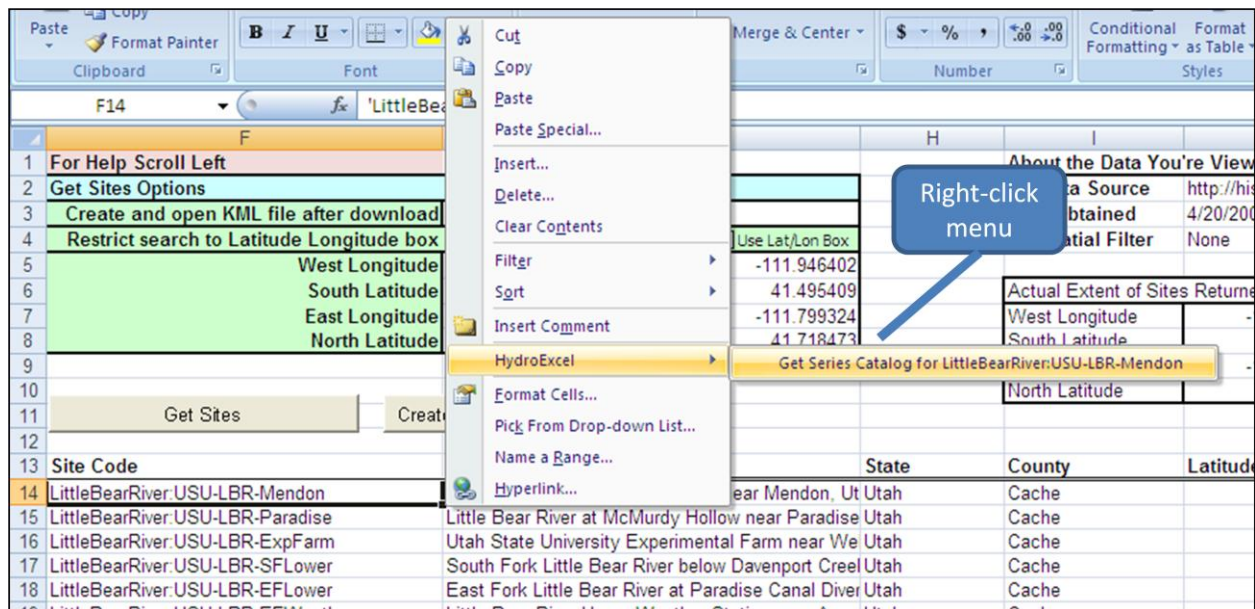 Copy
Paste
Format Painter
B I U
Merge & Center
$ % ,
.0 .00
.00 .0
Conditional Format
Formatting as Table
Clipboard
Font
Number
Styles
F14
fx 'LittleBea
F H I
1 For Help Scroll Left
About the Data You're View
2 Get Sites Options
a Source http://his
3 Create and open KML file after download
btained 4/20/200
4 Restrict search to Latitude Longitude box
Use Lat/Lon Box
atial Filter None
5 West Longitude -111.946402
6 South Latitude 41.495409
Actual Extent of Sites Returne
7 East Longitude -111.799324
West Longitude -
8 North Latitude 41.718473
South Latitude
9
10 North Latitude
11 Get Sites Creat
12
13 Site Code State County Latitude
14 LittleBearRiver:USU-LBR-Mendon ear Mendon, Ut Utah Cache
15 LittleBearRiver:USU-LBR-Paradise Little Bear River at McMurdy Hollow near Paradise Utah Cache
16 LittleBearRiver:USU-LBR-ExpFarm Utah State University Experimental Farm near We Utah Cache
17 LittleBearRiver:USU-LBR-SFLower South Fork Little Bear River below Davenport Creel Utah Cache
18 LittleBearRiver:USU-LBR-EFLower East Fork Little Bear River at Paradise Canal Diver Utah Cache
Cut
Copy
Paste
Paste Special...
Insert...
Delete...
Clear Contents
Filter
Sort
Insert Comment
HydroExcel
Get Series Catalog for LittleBearRiver:USU-LBR-Mendon
Format Cells...
Pick From Drop-down List...
Name a Range...
Hyperlink...
Right-click
menu